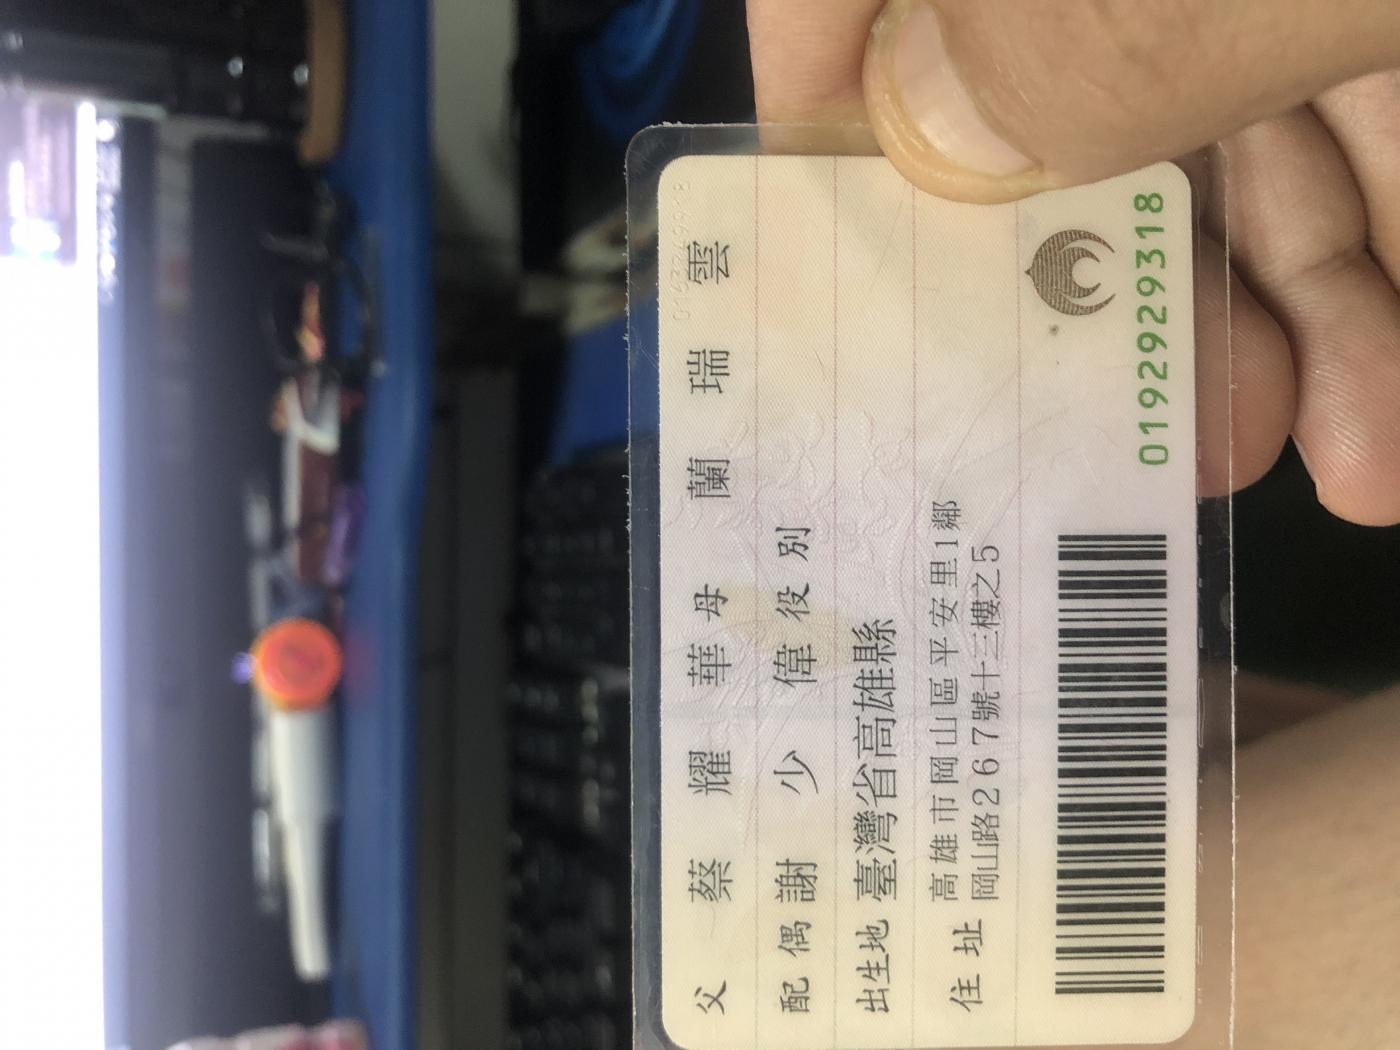 父 蔡耀華 母 蘭瑞雲
配偶 謝少偉 役別
出生地 臺灣省高雄縣
住址 高雄市岡山區平安里1鄰
岡山路267號十三樓之5
0192929318